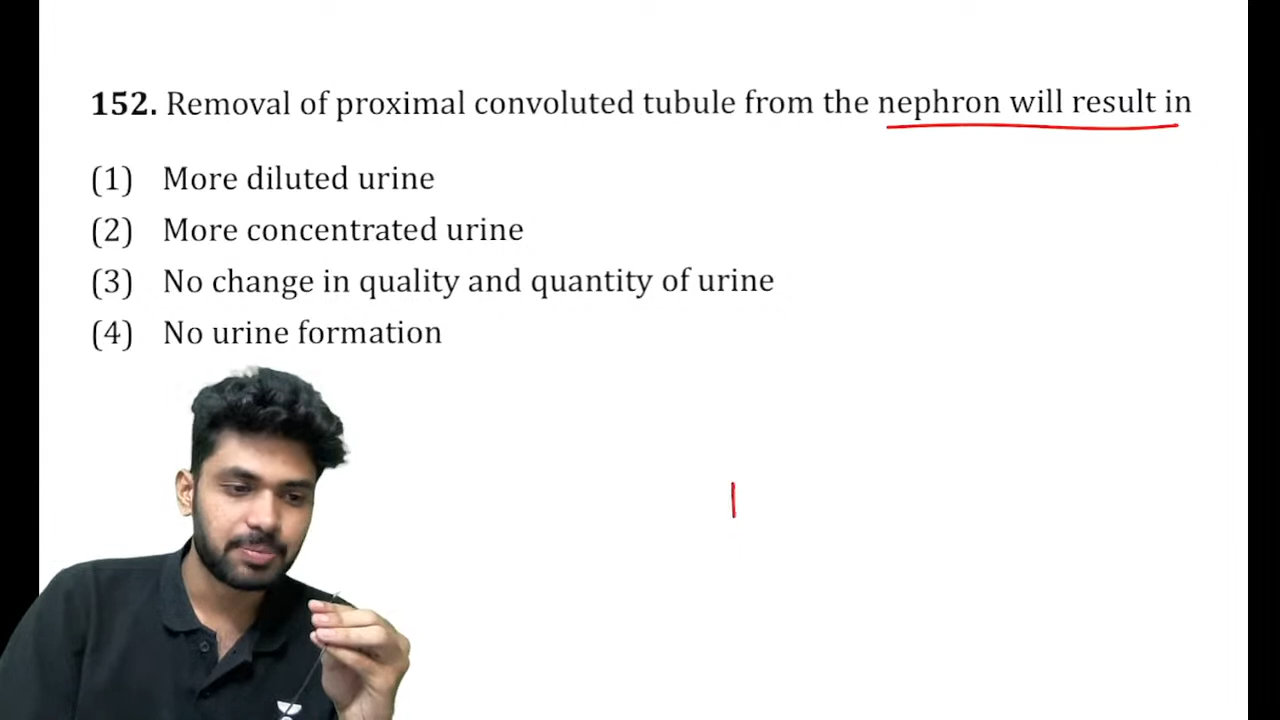 152. Removal of proximal convoluted tubule from the nephron will result in
(1) More diluted urine
(2) More concentrated urine
(3) No change in quality and quantity of urine
(4) No urine formation